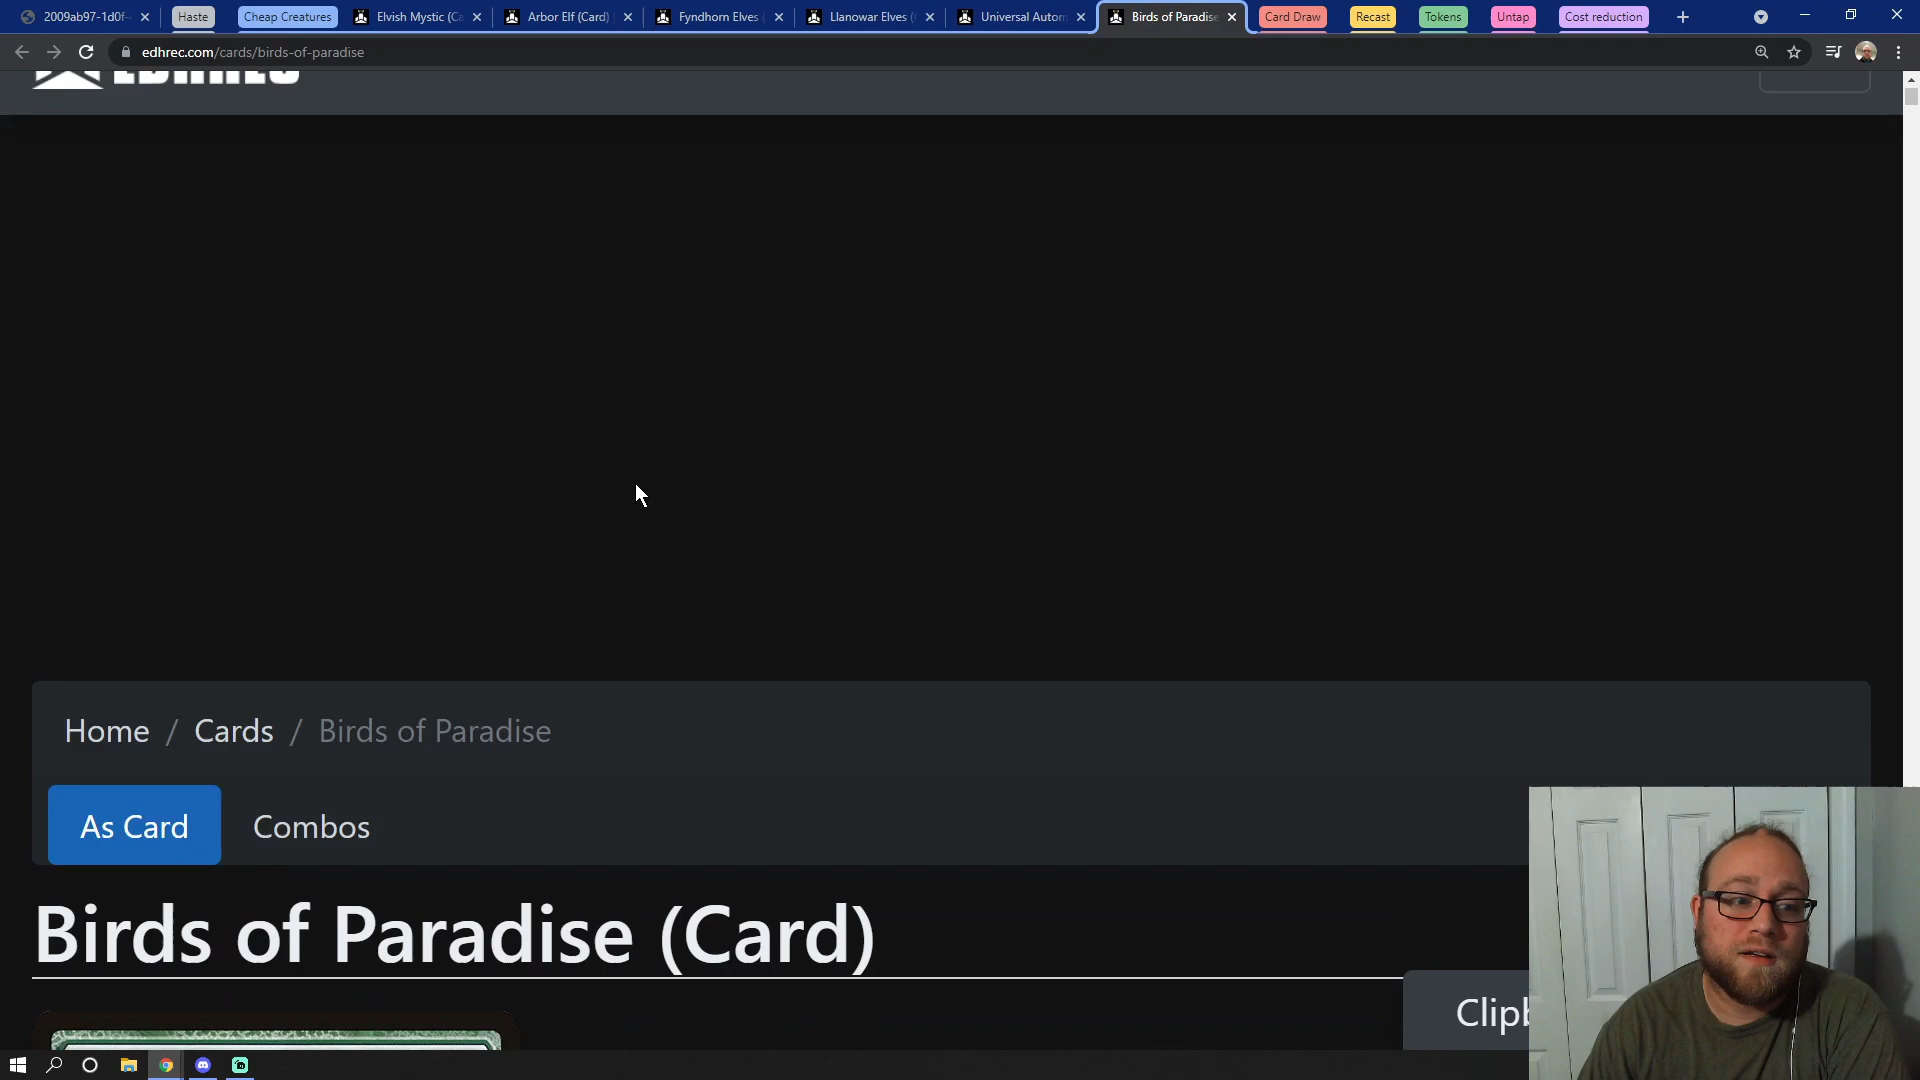 2009ab97-1d0f-
Haste
Cheap Creatures
Elvish Mystic (Ca
Arbor Elf (Card)
Fyndhorn Elves
Llanowar Elves (
Universal Autom
Birds of Paradise
Card Draw
Recast
Tokens
Untap
Cost reduction
edhrec.com/cards/birds-of-paradise
EDHREC
Home / Cards / Birds of Paradise
As Card
Combos
Birds of Paradise (Card)
Clipb